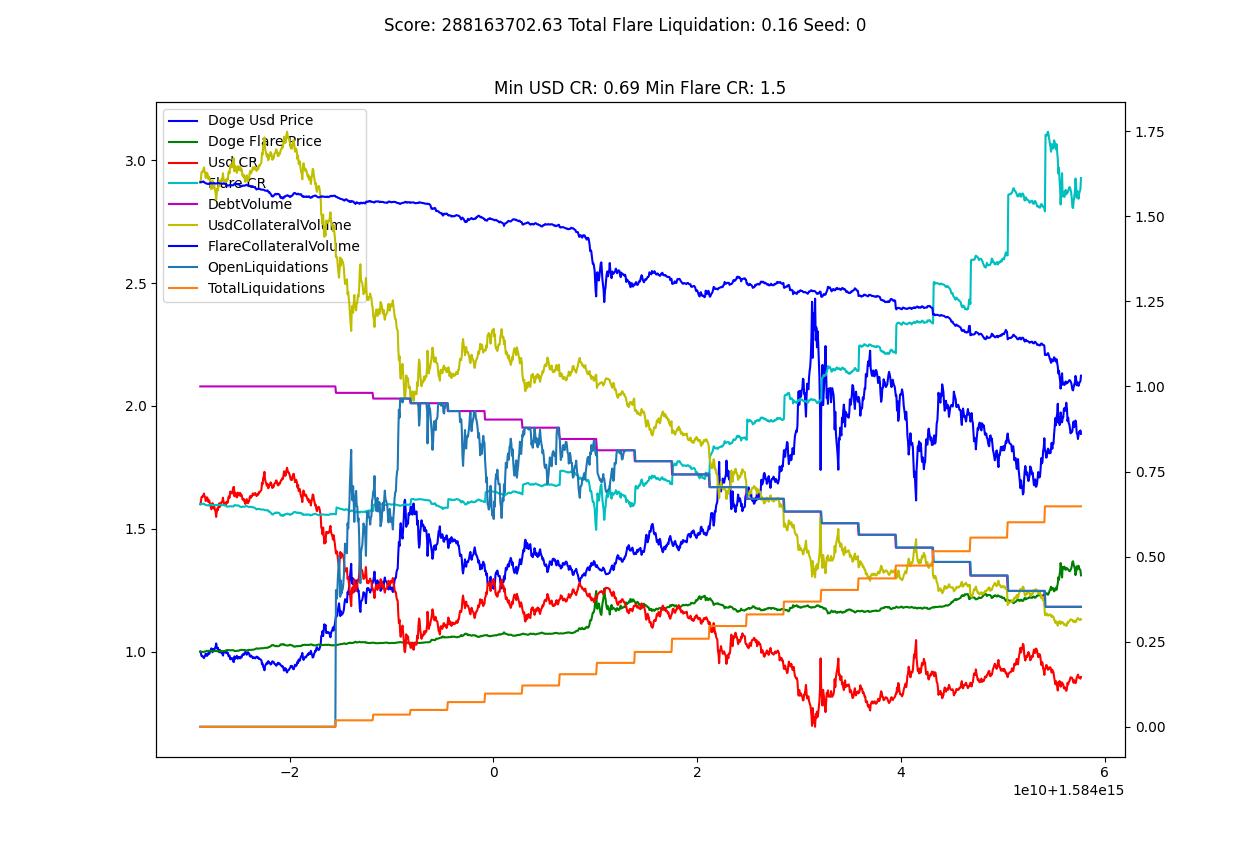 Score: 288163702.63 Total Flare Liquidation: 0.16 Seed: 0
Min USD CR: 0.69 Min Flare CR: 1.5
Doge Usd Price
Doge Flare Price
Usd CR
Flare CR
DebtVolume
UsdCollateralVolume
FlareCollateralVolume
OpenLiquidations
TotalLiquidations
3.0
2.5
2.0
1.5
1.0
1.75
1.50
1.25
1.00
0.75
0.50
0.25
0.00
−2 0 2 4 6
1e10+1.584e15